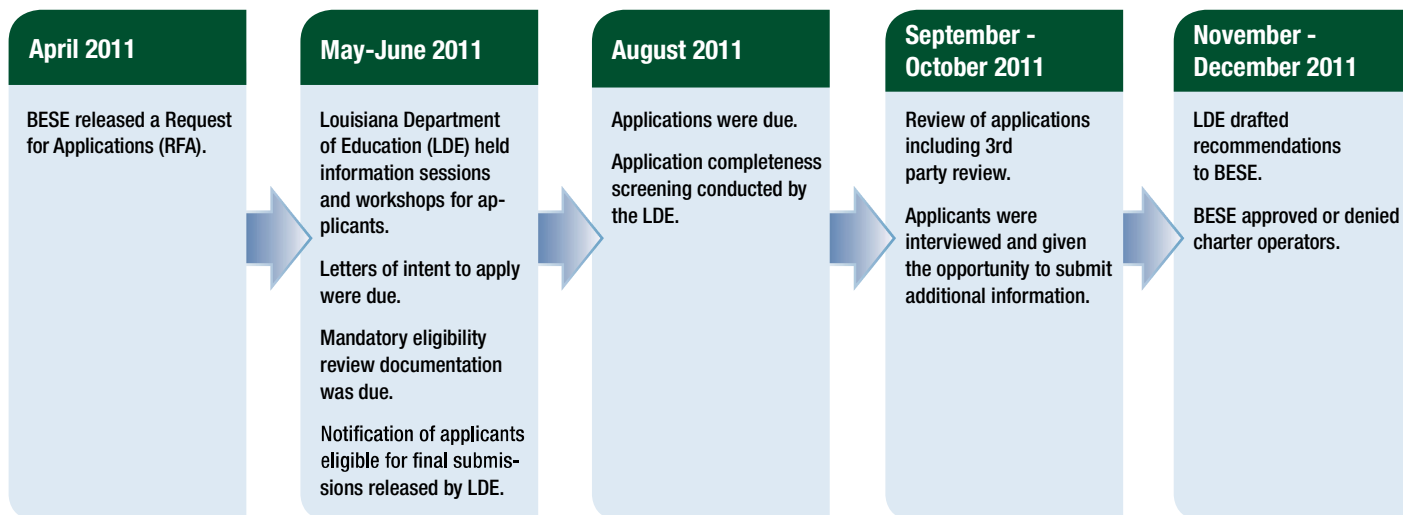 April 2011
BESE released a Request
for Applications (RFA).
May-June 2011
Louisiana Department
of Education (LDE) held
information sessions
and workshops for ap-
plicants.
Letters of intent to apply
were due.
Mandatory eligibility
review documentation
was due.
Notification of applicants
eligible for final submis-
sions released by LDE.
August 2011
Applications were due.
Application completeness
screening conducted by
the LDE.
September -
October 2011
Review of applications
including 3rd
party review.
Applicants were
interviewed and given
the opportunity to submit
additional information.
November -
December 2011
LDE drafted
recommendations
to BESE.
BESE approved or denied
charter operators.